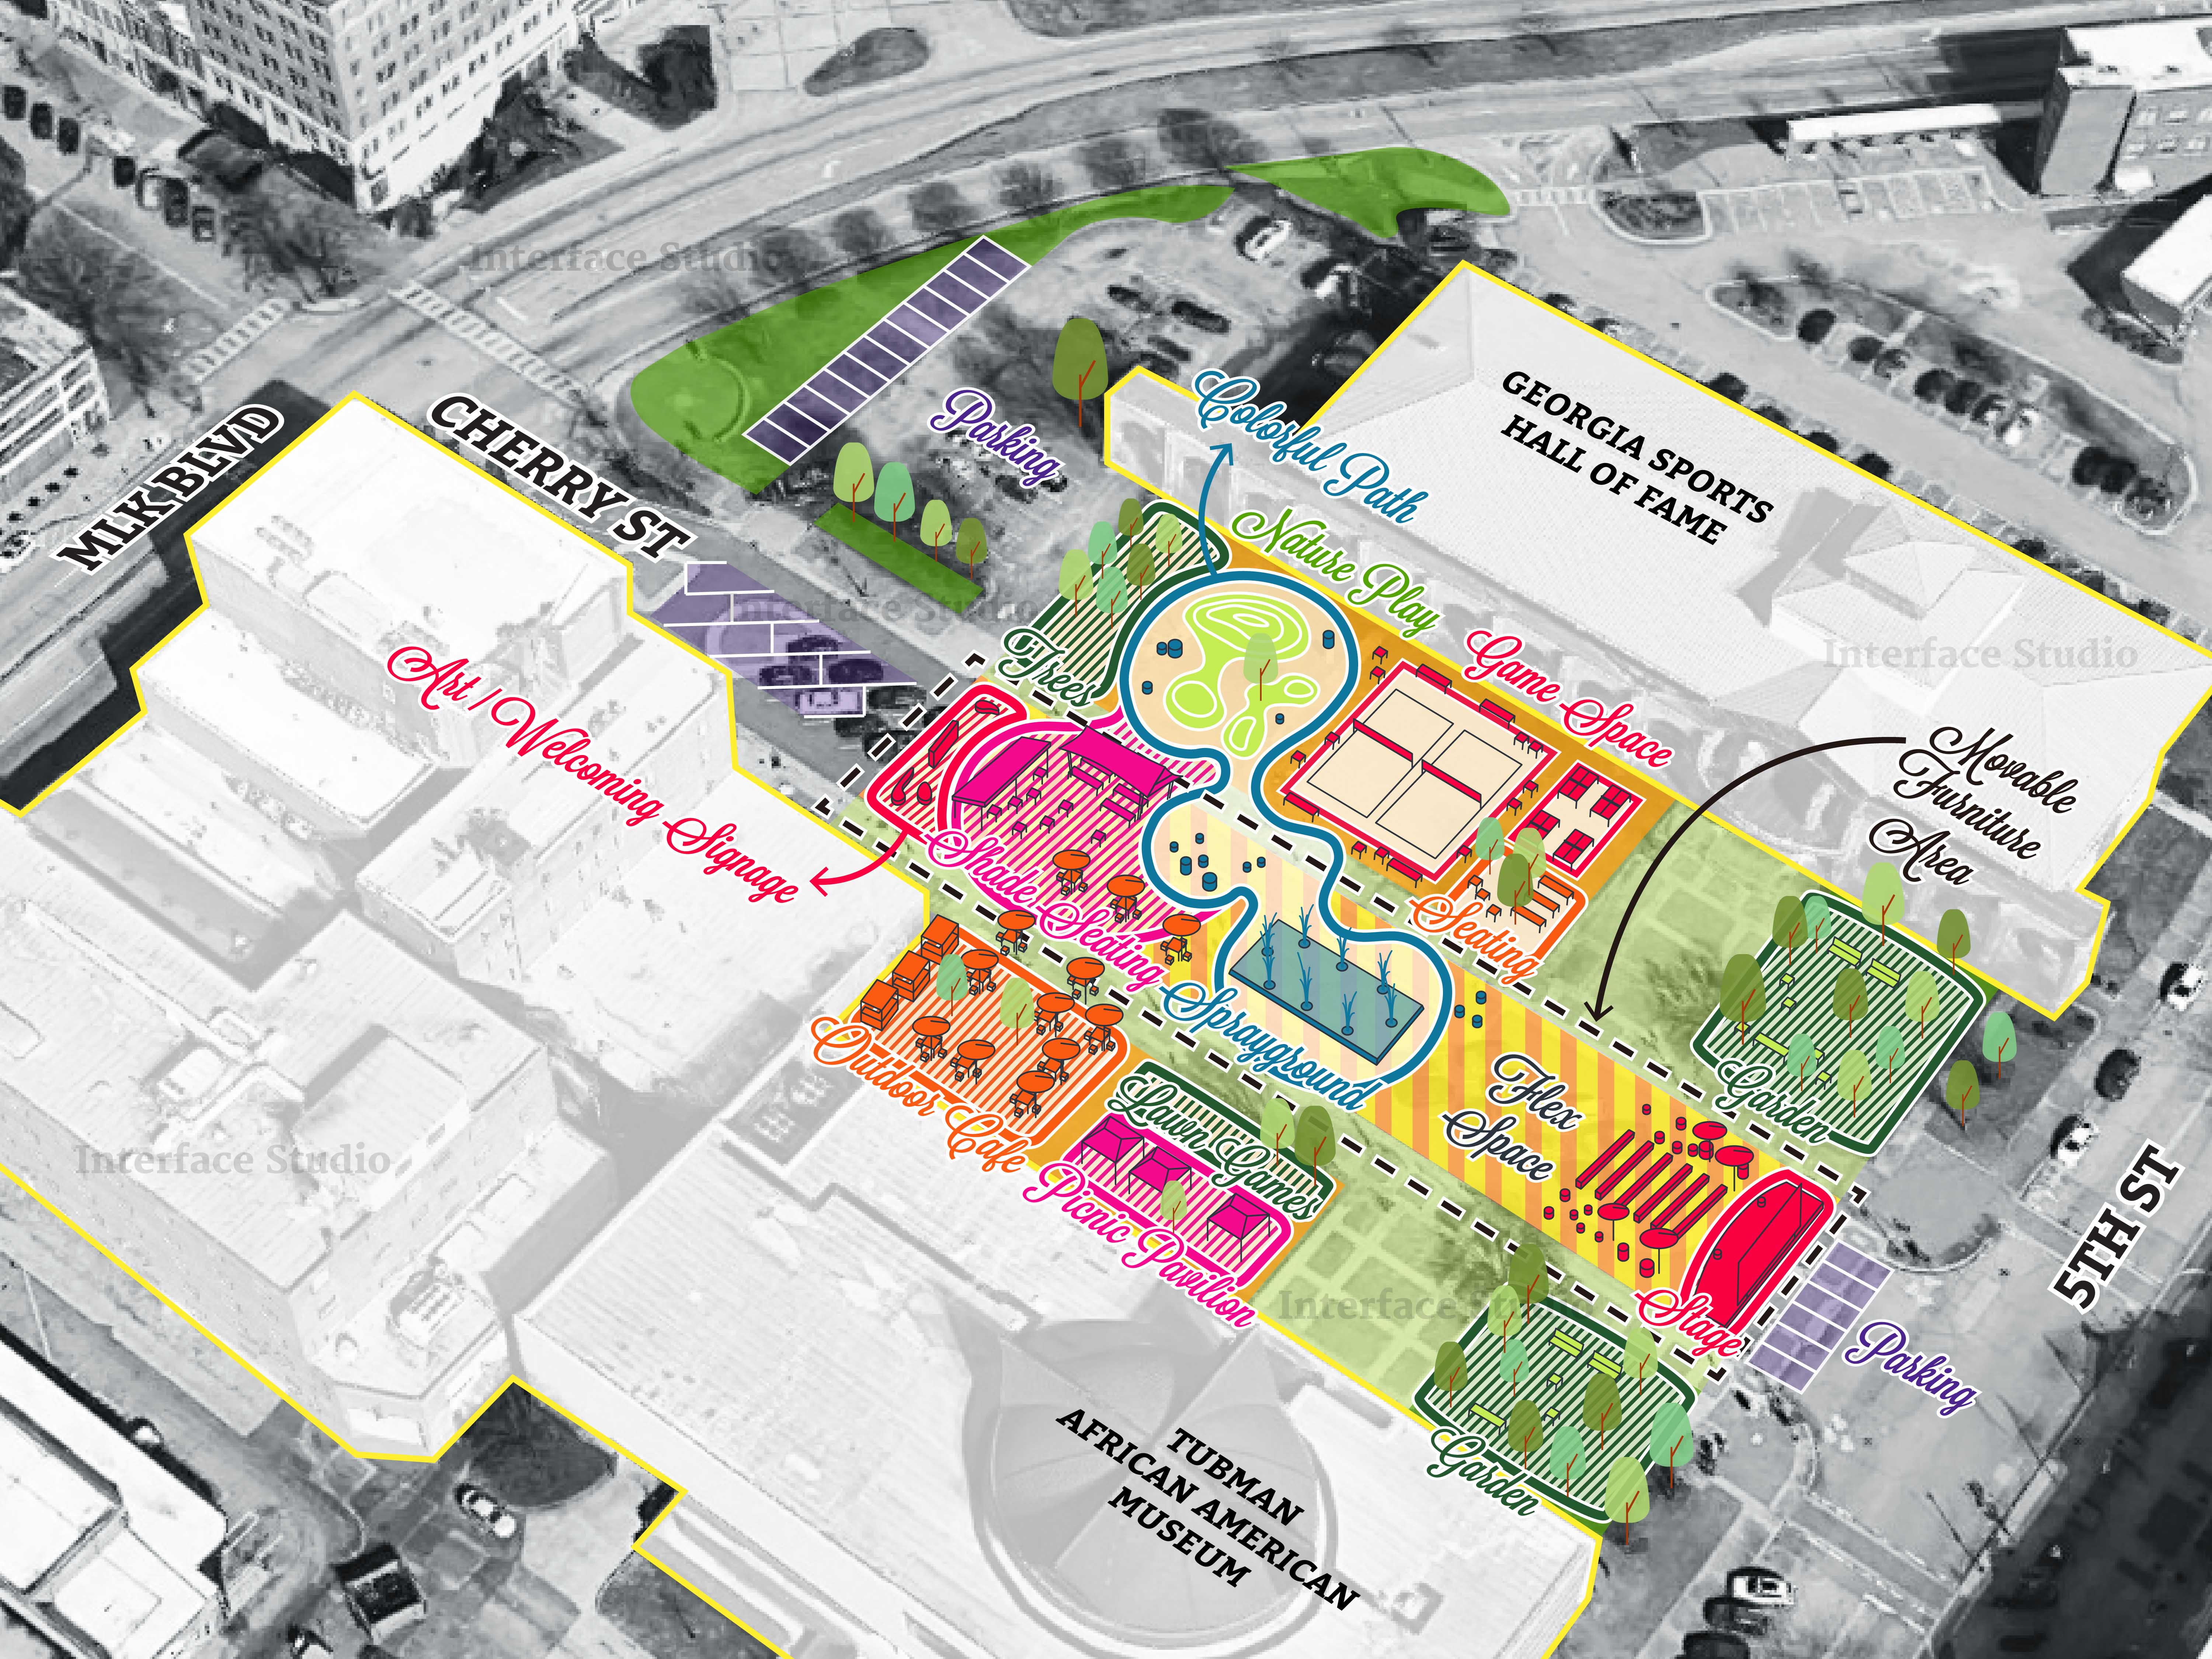 Interface Studio
MLK BLVD
CHERRY ST
Parking
Colorful Path
GEORGIA SPORTS
HALL OF FAME
Nature Play
Interface Studio
Trees
Game Space
Interface Studio
Art / Welcoming Signage
Movable
Furniture
Area
Shade Seating
Seating
Outdoor Cafe
Sprayground
Flex
Space
Garden
Lawn Games
Picnic Pavilion
Interface Studio
Interface Studio
Stage
Parking
5TH ST
Garden
TUBMAN
AFRICAN AMERICAN
MUSEUM